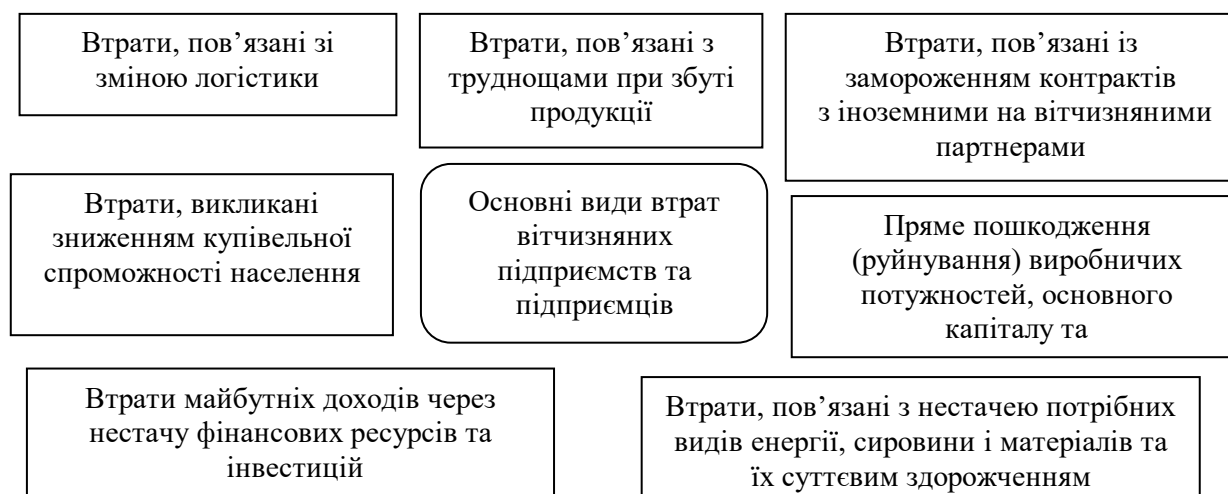 Втрати, пов’язані зі
зміною логістики
Втрати, пов’язані з
труднощами при збуті
продукції
Втрати, пов’язані із
замороженням контрактів
з іноземними на вітчизняними
партнерами
Втрати, викликані
зниженням купівельної
спроможності населення
Основні види втрат
вітчизняних
підприємств та
підприємців
Пряме пошкодження
(руйнування) виробничих
потужностей, основного
капіталу та
Втрати майбутніх доходів через
нестачу фінансових ресурсів та
інвестицій
Втрати, пов’язані з нестачею потрібних
видів енергії, сировини і матеріалів та
їх суттєвим здорожченням